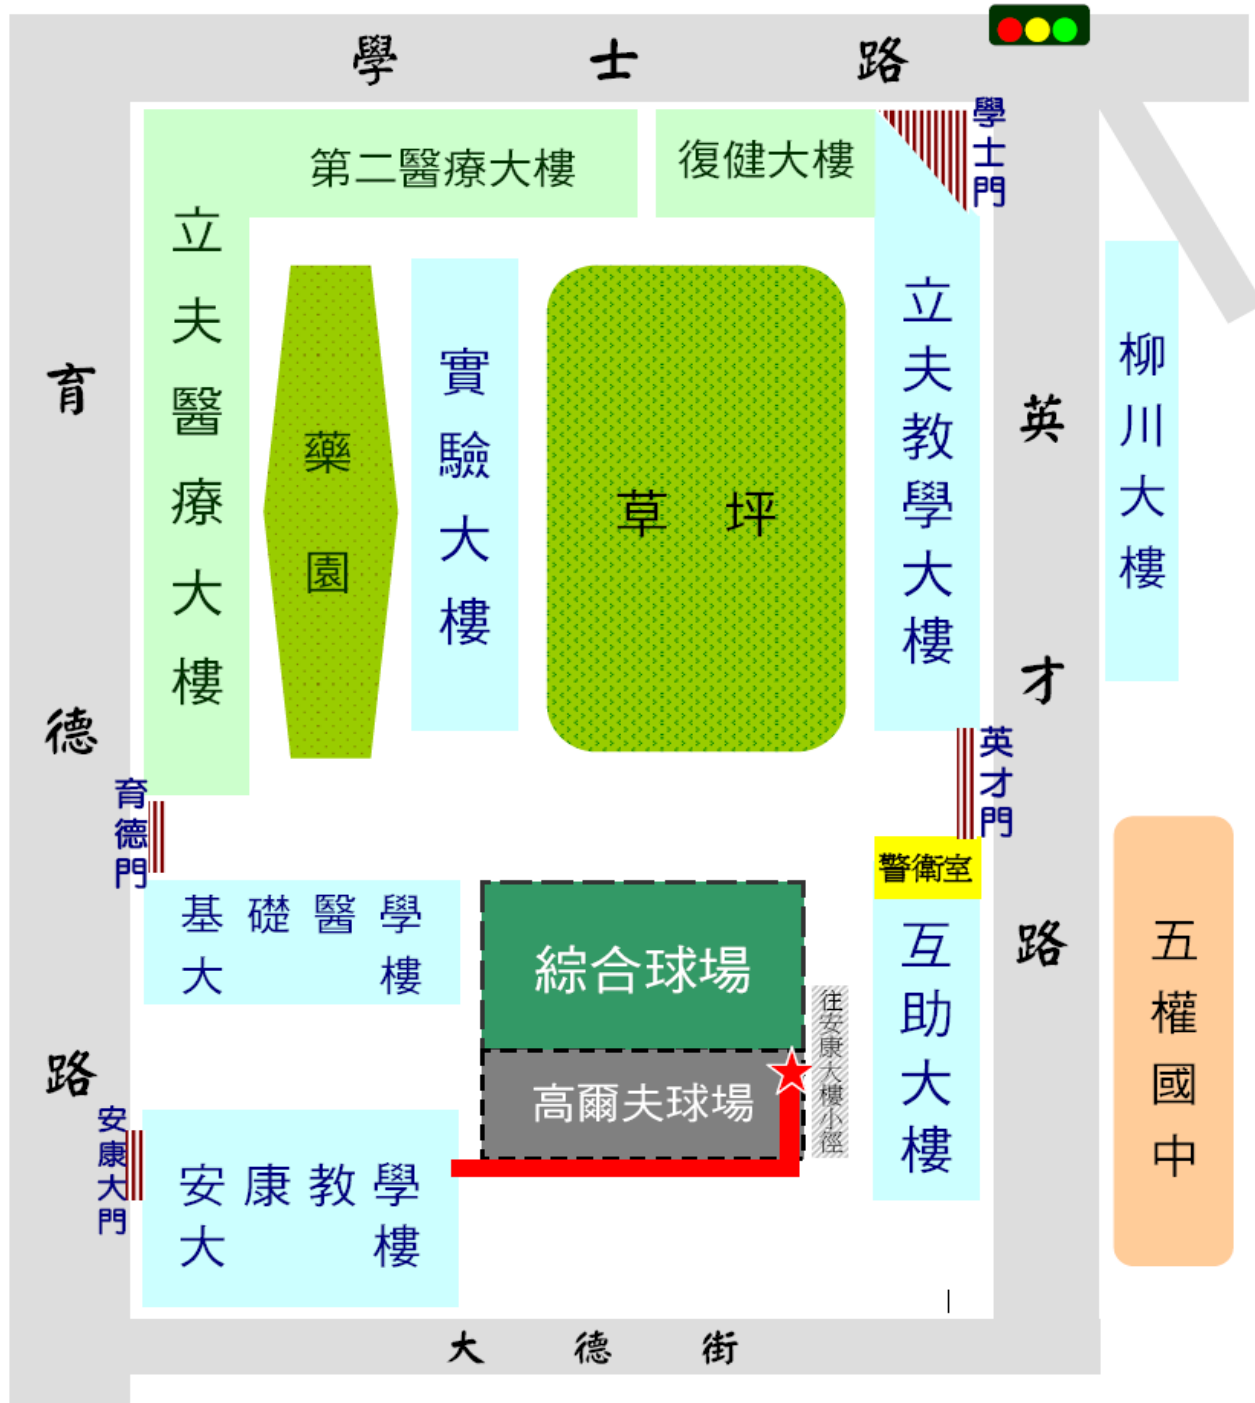 學士路
學士門
第二醫療大樓
復健大樓
立夫醫療大樓
藥園
實驗大樓
草坪
立夫教學大樓
柳川大樓
育德路
英才路
英才門
育德門
警衛室
基礎醫學
大樓
綜合球場
往安康大樓小徑
高爾夫球場
互助大樓
五權國中
安康大門
安康教學
大樓
大德街